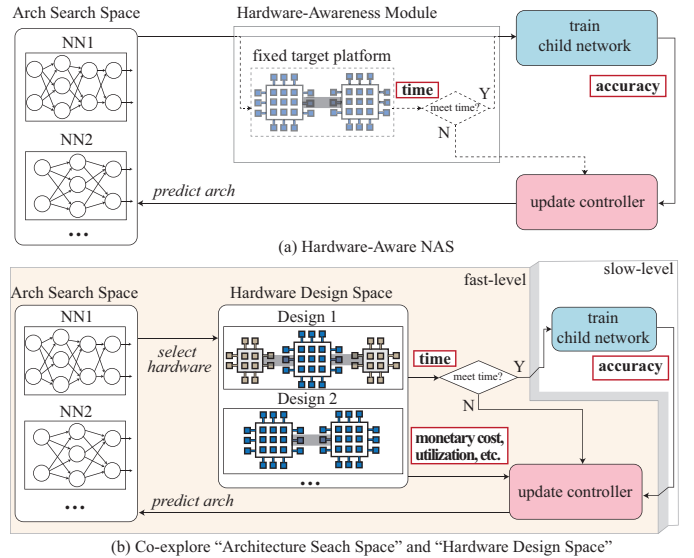 Arch Search Space
NN1
NN2
...
Hardware-Awareness Module
fixed target platform
time
meet time?
Y
N
train
child network
accuracy
update controller
predict arch
(a) Hardware-Aware NAS
fast-level
slow-level
Arch Search Space
NN1
NN2
...
select
hardware
Hardware Design Space
Design 1
Design 2
...
time
meet time?
Y
N
train
child network
accuracy
monetary cost,
utilization, etc.
update controller
predict arch
(b) Co-explore “Architecture Seach Space” and “Hardware Design Space”